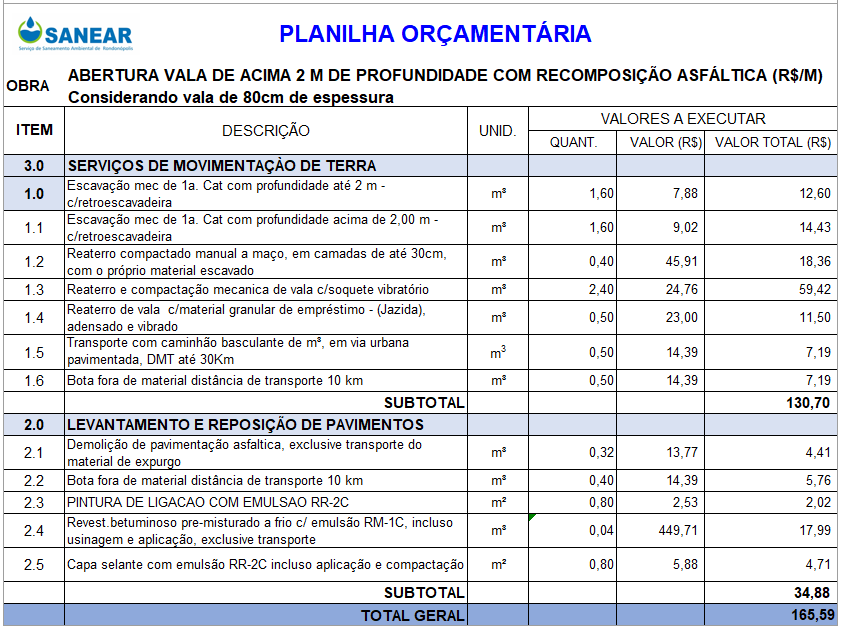 SANEAR
Serviço de Saneamento Ambiental de Rondonópolis
PLANILHA ORÇAMENTÁRIA
OBRA
ABERTURA VALA DE ACIMA 2 M DE PROFUNDIDADE COM RECOMPOSIÇÃO ASFÁLTICA (R$/M)
Considerando vala de 80cm de espessura
ITEM DESCRIÇÃO UNID. VALORES A EXECUTAR
QUANT. VALOR (R$) VALOR TOTAL (R$)
3.0 SERVIÇOS DE MOVIMENTAÇÀO DE TERRA
1.0 Escavação mec de 1a. Cat com profundidade até 2 m -
c/retroescavadeira m³ 1,60 7,88 12,60
1.1 Escavação mec de 1a. Cat com profundidade acima de 2,00 m -
c/retroescavadeira m³ 1,60 9,02 14,43
1.2 Reaterro compactado manual a maço, em camadas de até 30cm,
com o próprio material escavado m³ 0,40 45,91 18,36
1.3 Reaterro e compactação mecanica de vala c/soquete vibratório m³ 2,40 24,76 59,42
1.4 Reaterro de vala c/material granular de empréstimo - (Jazida),
adensado e vibrado m³ 0,50 23,00 11,50
1.5 Transporte com caminhão basculante de m³, em via urbana
pavimentada, DMT até 30Km m³ 0,50 14,39 7,19
1.6 Bota fora de material distância de transporte 10 km m³ 0,50 14,39 7,19
SUBTOTAL 130,70
2.0 LEVANTAMENTO E REPOSIÇÃO DE PAVIMENTOS
2.1 Demolição de pavimentação asfaltica, exclusive transporte do
material de expurgo m³ 0,32 13,77 4,41
2.2 Bota fora de material distância de transporte 10 km m³ 0,40 14,39 5,76
2.3 PINTURA DE LIGACAO COM EMULSAO RR-2C m² 0,80 2,53 2,02
2.4 Revest.betuminoso pre-misturado a frio c/ emulsão RM-1C, incluso
usinagem e aplicação, exclusive transporte m³ 0,04 449,71 17,99
2.5 Capa selante com emulsão RR-2C incluso aplicação e compactação m² 0,80 5,88 4,71
SUBTOTAL 34,88
TOTAL GERAL 165,59